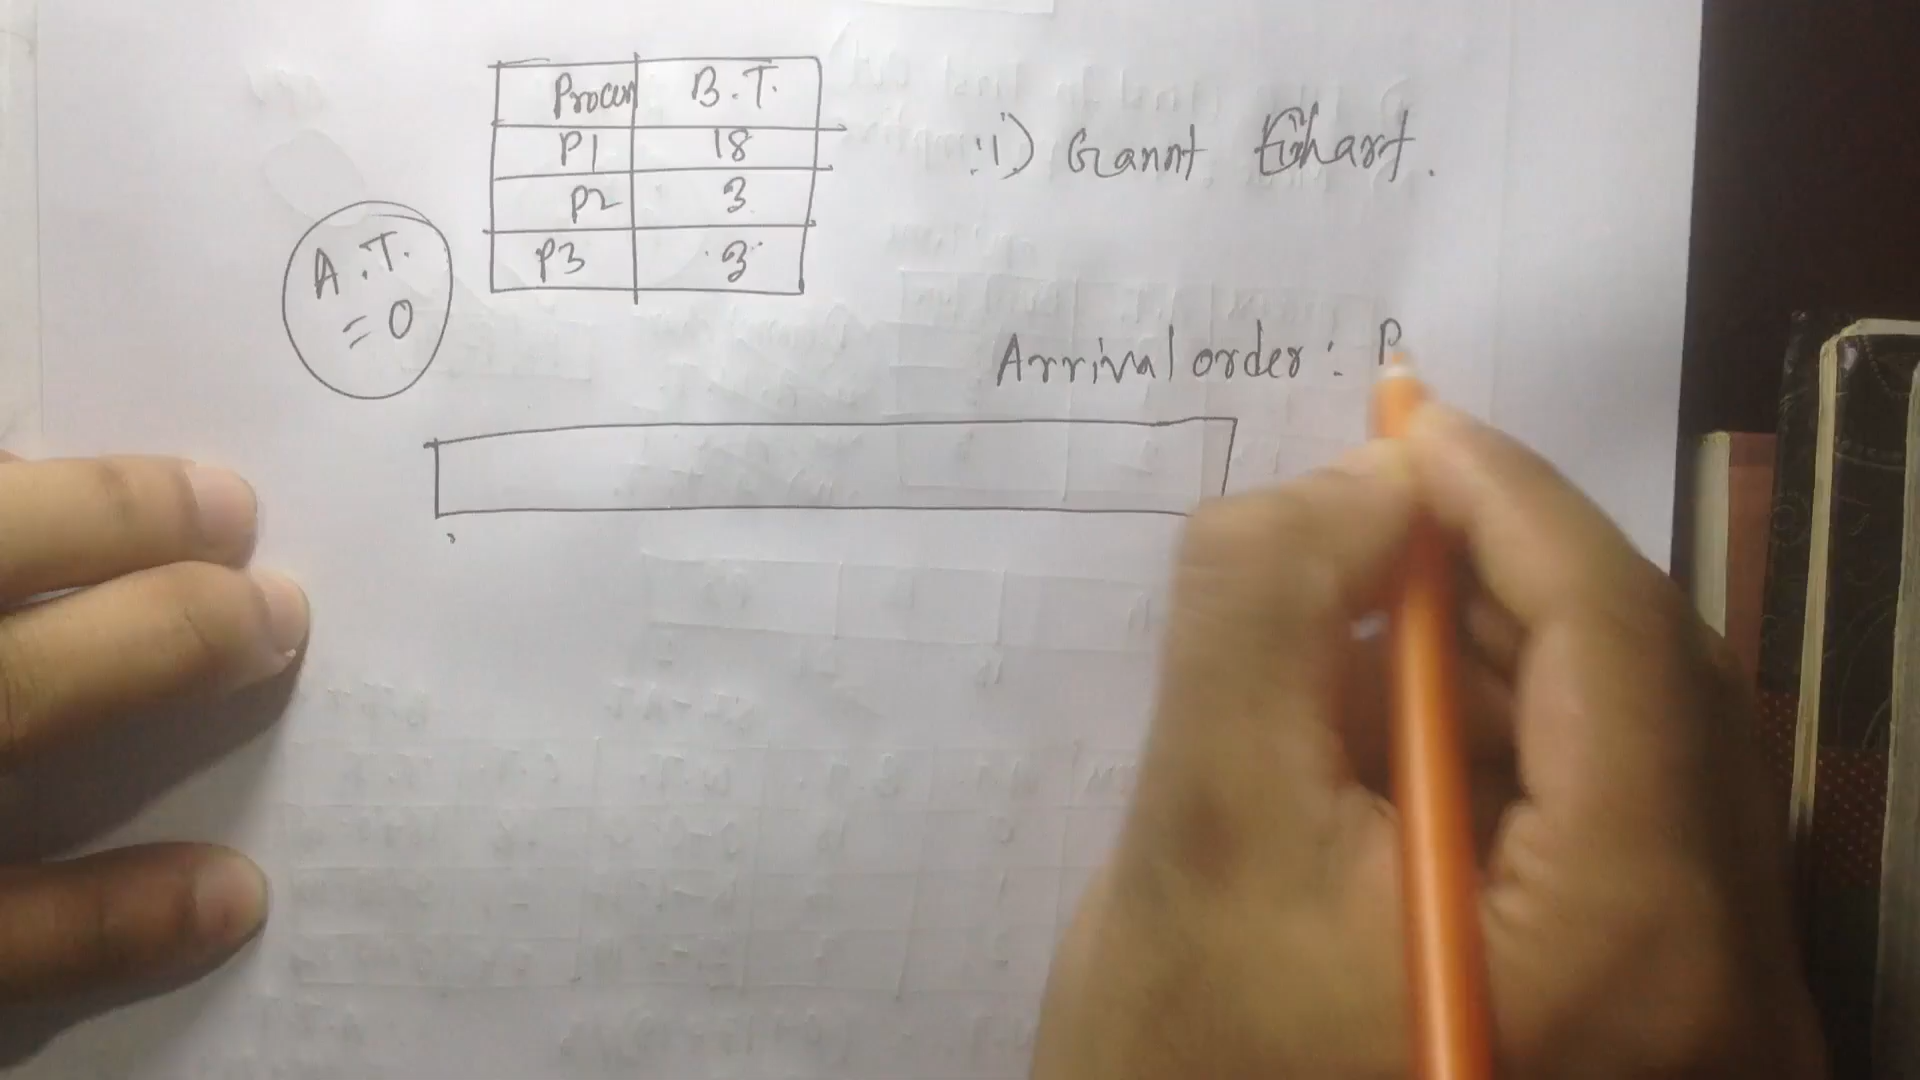 Process B.T.
P1 18
P2 3
P3 3
A.T.
= 0
i) Gannt Chart.
Arrival order : P